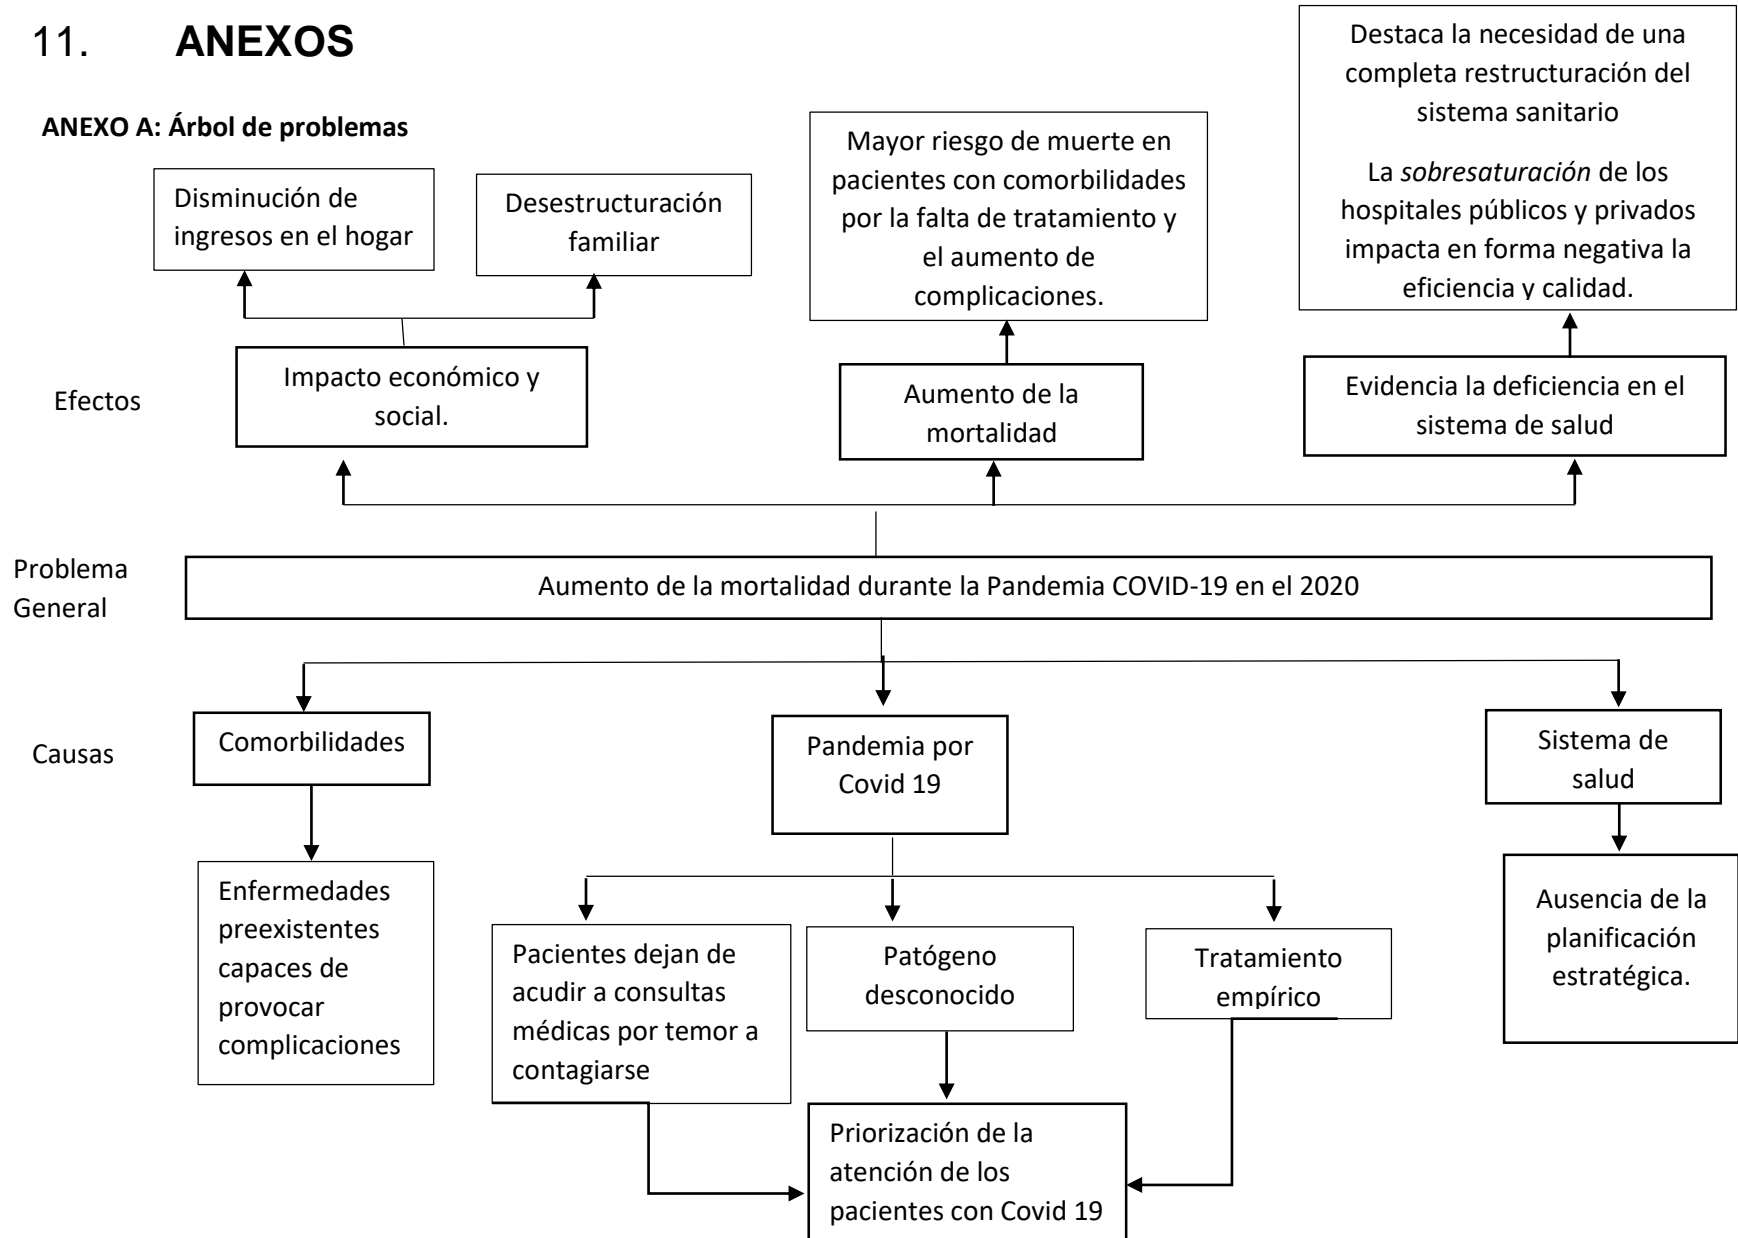 11. ANEXOS
ANEXO A: Árbol de problemas
Disminución de
ingresos en el hogar
Desestructuración
familiar
Mayor riesgo de muerte en
pacientes con comorbilidades
por la falta de tratamiento y
el aumento de
complicaciones.
Destaca la necesidad de una
completa restructuración del
sistema sanitario
La sobresaturación de los
hospitales públicos y privados
impacta en forma negativa la
eficiencia y calidad.
Efectos
Impacto económico y
social.
Aumento de la
mortalidad
Evidencia la deficiencia en el
sistema de salud
Problema
General
Aumento de la mortalidad durante la Pandemia COVID-19 en el 2020
Causas
Comorbilidades
Pandemia por
Covid 19
Sistema de
salud
Enfermedades
preexistentes
capaces de
provocar
complicaciones
Pacientes dejan de
acudir a consultas
médicas por temor a
contagiarse
Patógeno
desconocido
Tratamiento
empírico
Ausencia de la
planificación
estratégica.
Priorización de la
atención de los
pacientes con Covid 19